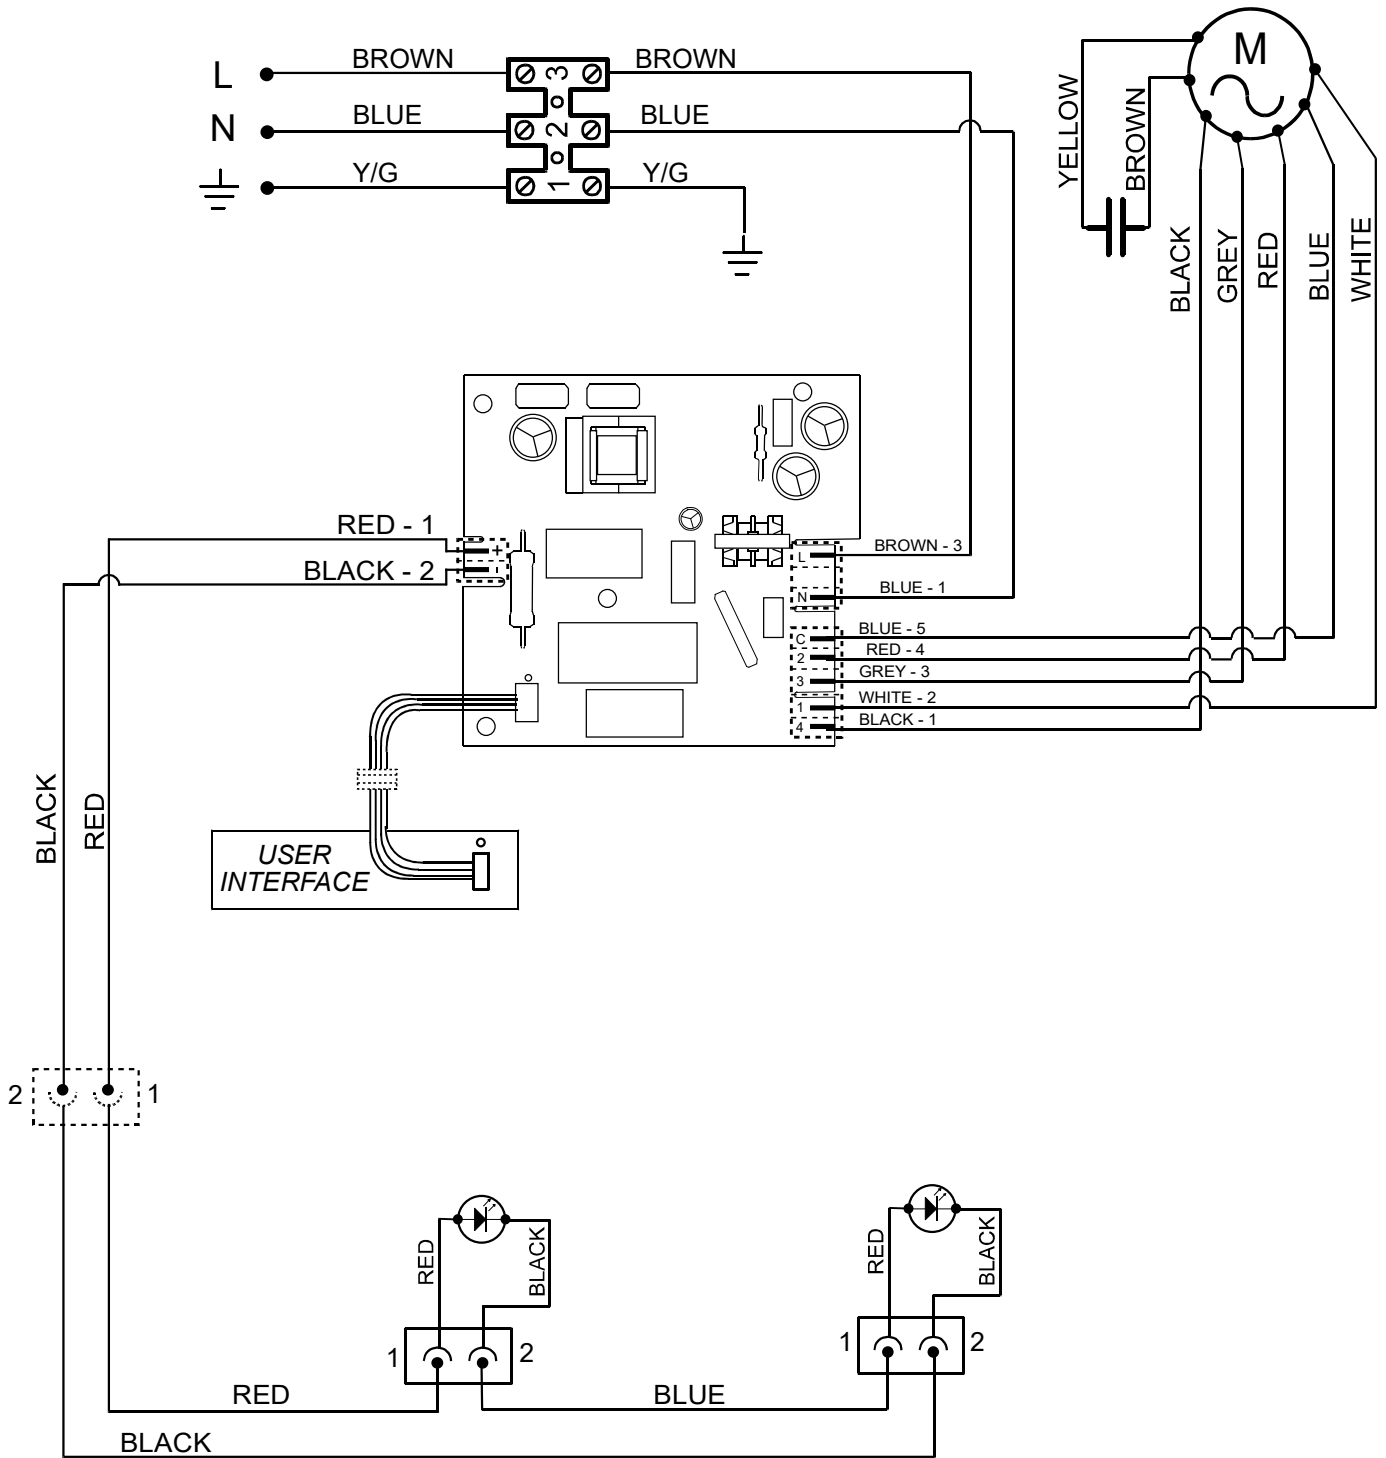 L
BROWN
3
BROWN
N
BLUE
2
BLUE
Y/G
1
Y/G
M
YELLOW
BROWN
BLACK
GREY
RED
BLUE
WHITE
RED - 1
+
BLACK - 2
-
L
BROWN - 3
N
BLUE - 1
C
BLUE - 5
2
RED - 4
3
GREY - 3
1
WHITE - 2
4
BLACK - 1
BLACK
RED
USER
INTERFACE
2
1
RED
BLACK
1
2
RED
BLACK
1
2
RED
BLUE
BLACK